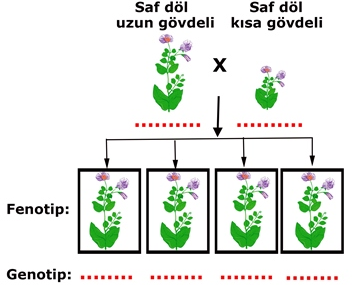 Saf döl
uzun gövdeli
X
Saf döl
kısa gövdeli
Fenotip:
Genotip: